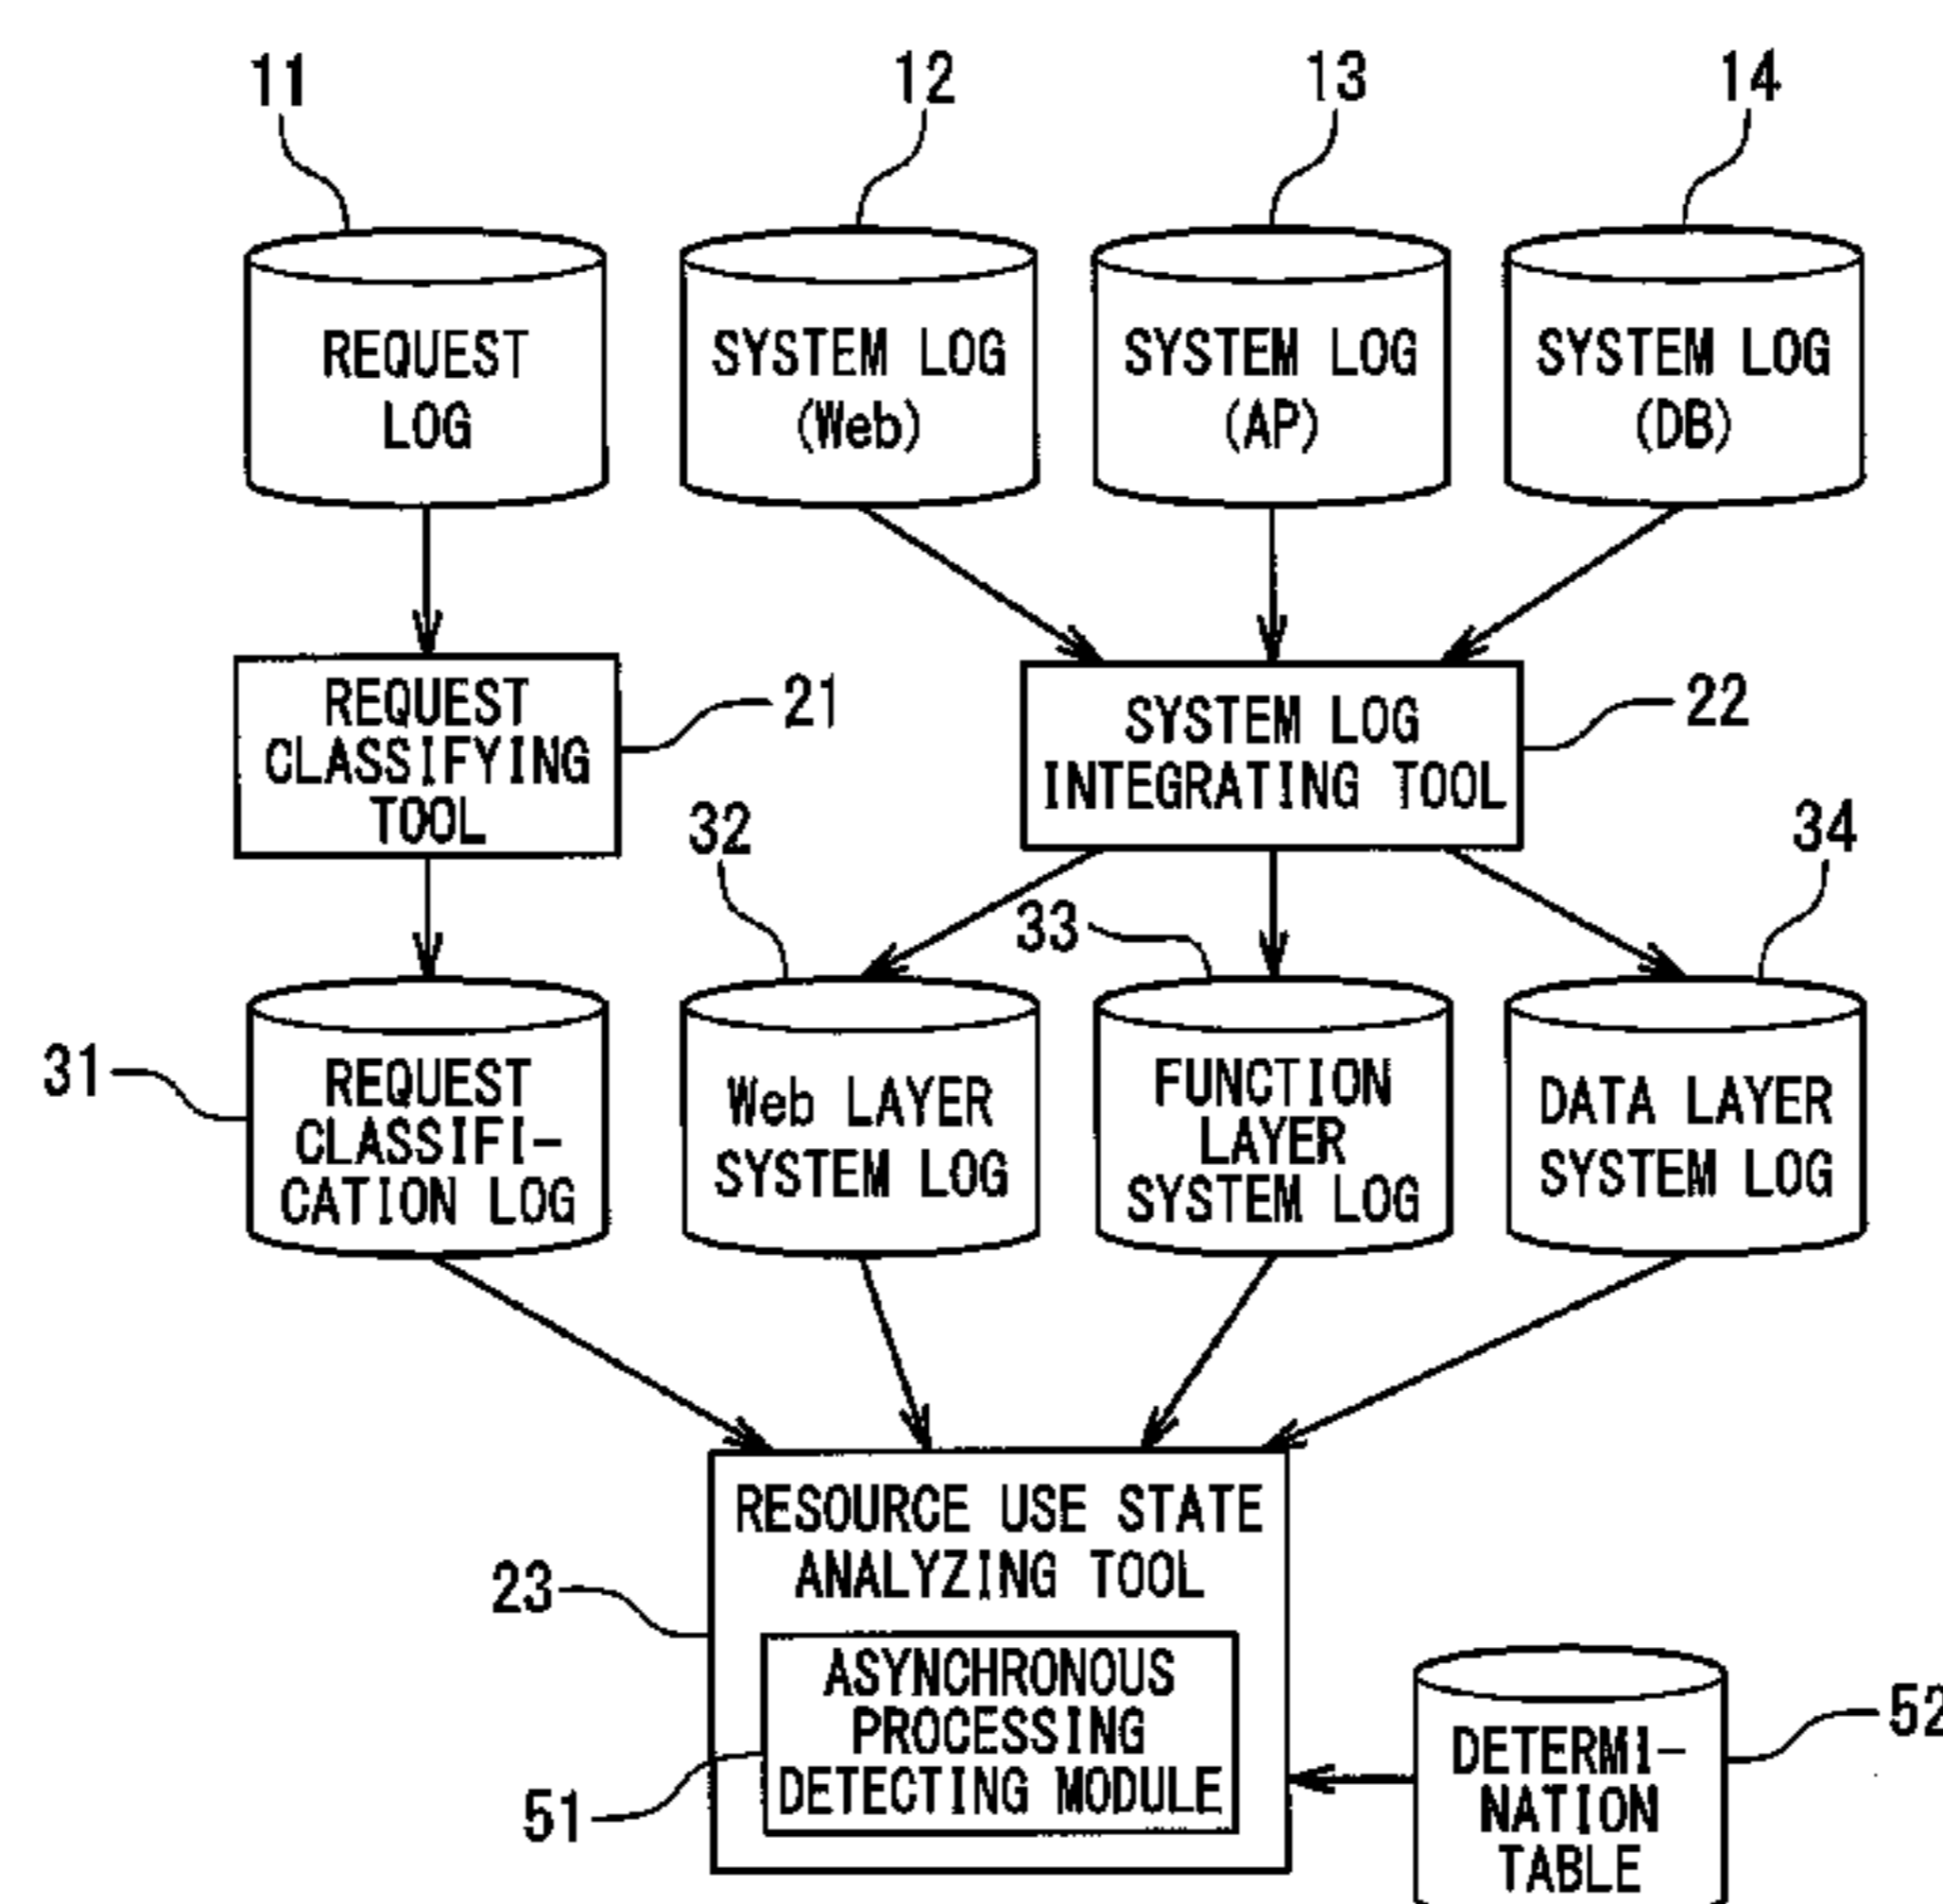 11
12
13
14
REQUEST
LOG
SYSTEM LOG
(Web)
SYSTEM LOG
(AP)
SYSTEM LOG
(DB)
REQUEST
CLASSIFYING
TOOL
21
SYSTEM LOG
INTEGRATING TOOL
22
32
33
34
31
REQUEST
CLASSIFI-
CATION LOG
Web LAYER
SYSTEM LOG
FUNCTION
LAYER
SYSTEM LOG
DATA LAYER
SYSTEM LOG
RESOURCE USE STATE
ANALYZING TOOL
23
ASYNCHRONOUS
PROCESSING
DETECTING MODULE
51
DETERMI-
NATION
TABLE
52